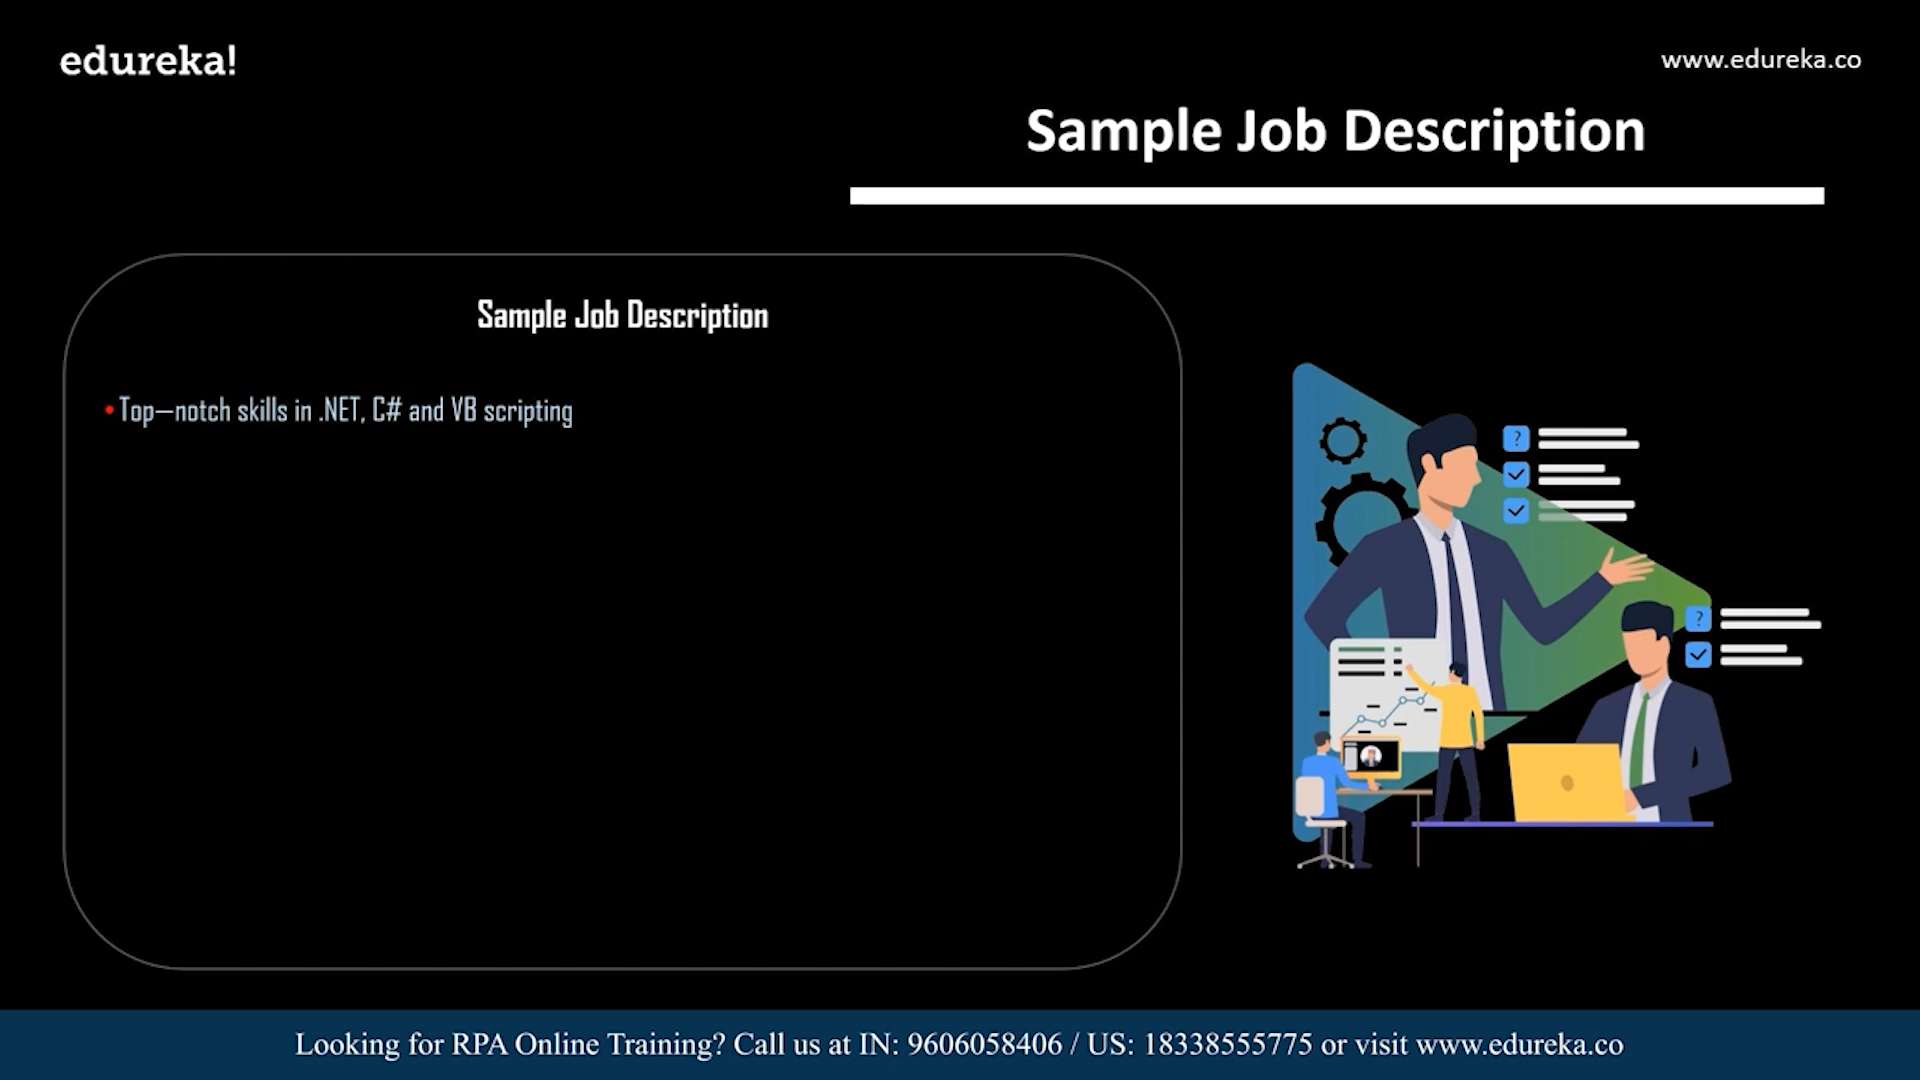 edureka!
www.edureka.co
Sample Job Description
Sample Job Description
• Top–notch skills in .NET, C# and VB scripting
?
?
Looking for RPA Online Training? Call us at IN: 9606058406 / US: 18338555775 or visit www.edureka.co